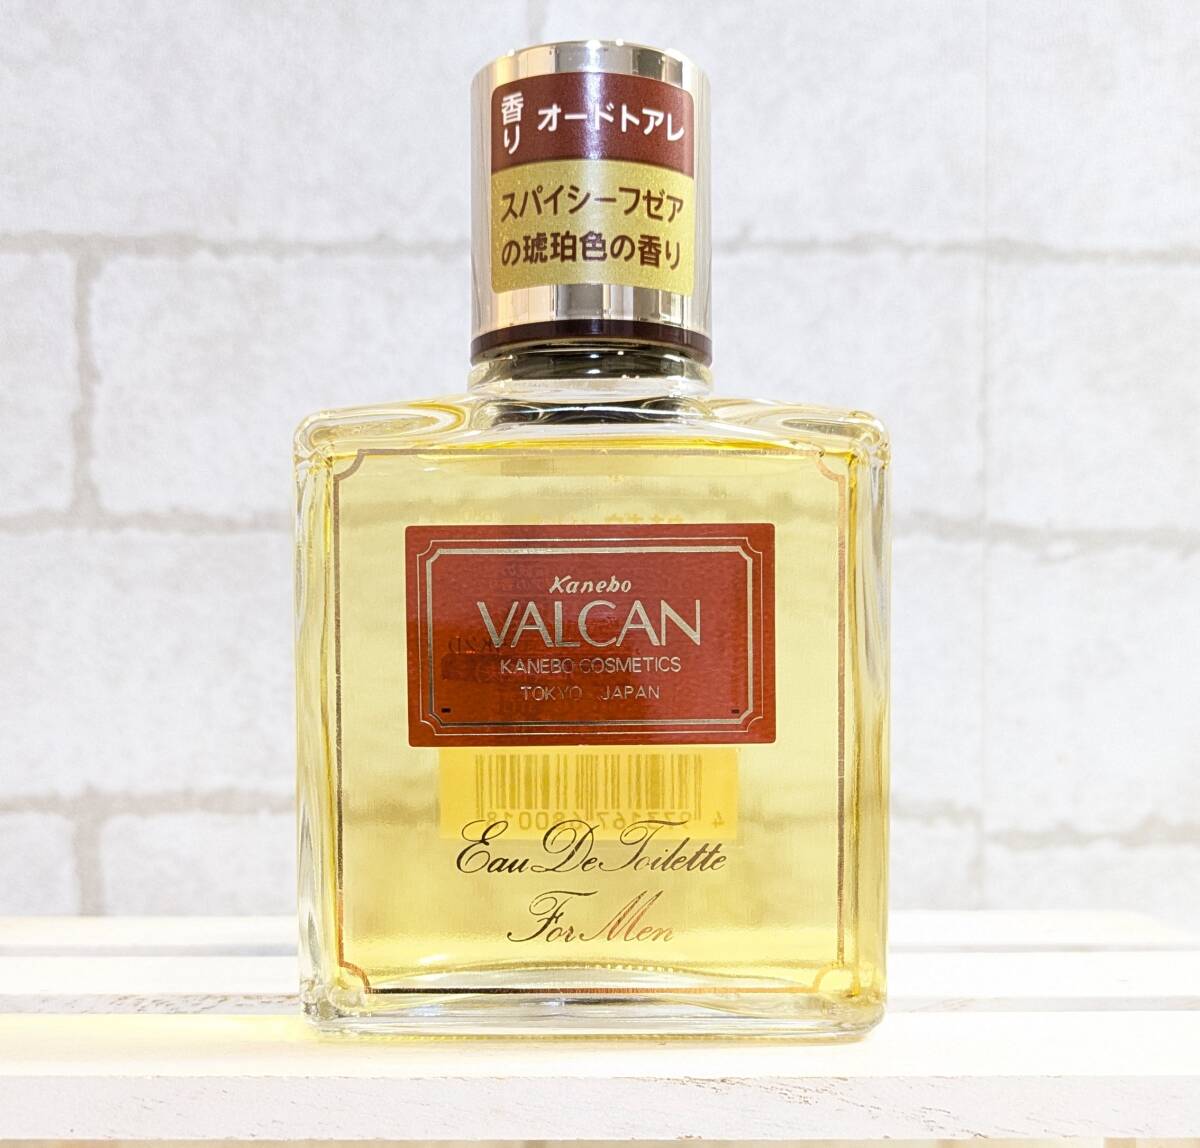 香り オードトアレ
スパイシーフゼア
の琥珀色の香り
Kanebo
VALCAN
KANEBO COSMETICS
TOKYO JAPAN
Eau De Toilette
For Men